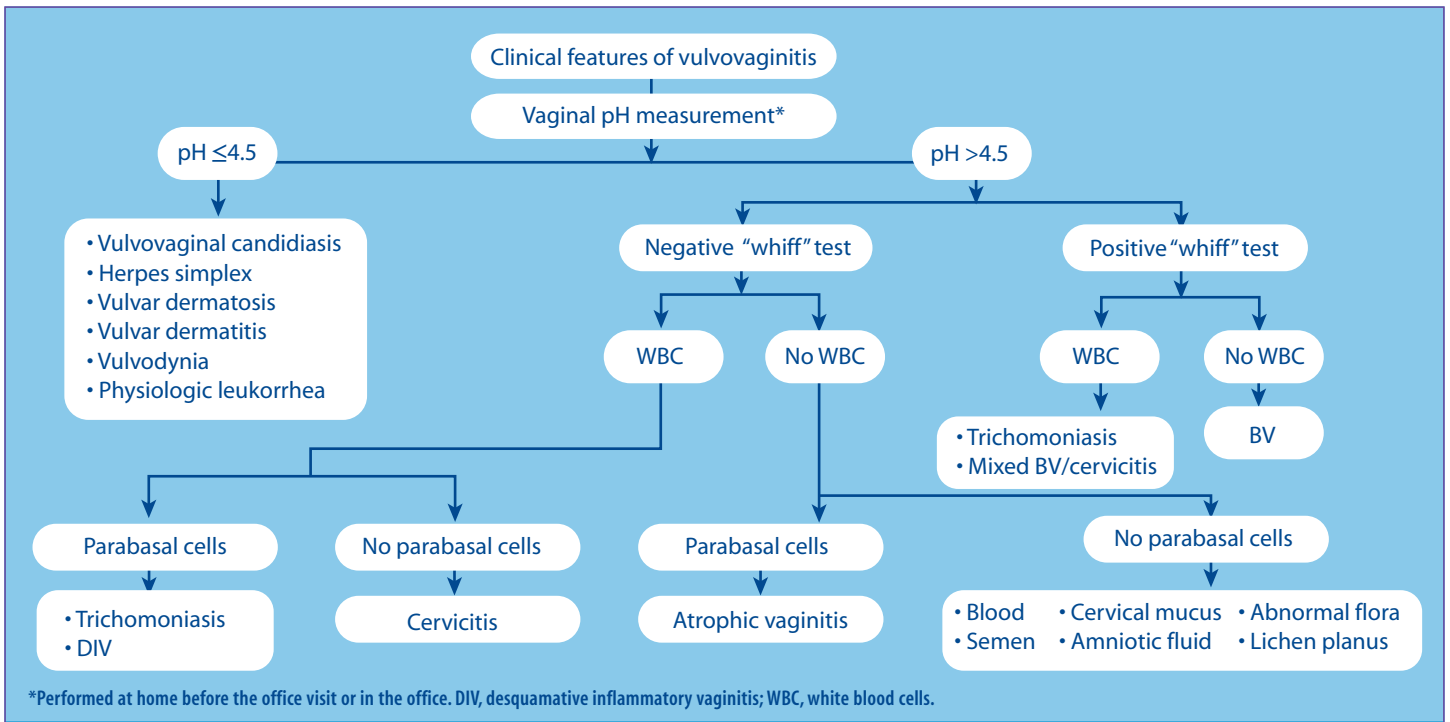 Clinical features of vulvovaginitis
Vaginal pH measurement*
pH ≤4.5
pH >4.5
• Vulvovaginal candidiasis
• Herpes simplex
• Vulvar dermatosis
• Vulvar dermatitis
• Vulvodynia
• Physiologic leukorrhea
Negative “whiff” test
Positive “whiff” test
WBC
No WBC
WBC
No WBC
• Trichomoniasis
• Mixed BV/cervicitis
BV
Parabasal cells
No parabasal cells
Parabasal cells
No parabasal cells
• Trichomoniasis
• DIV
Cervicitis
Atrophic vaginitis
• Blood • Cervical mucus • Abnormal flora
• Semen • Amniotic fluid • Lichen planus
*Performed at home before the office visit or in the office. DIV, desquamative inflammatory vaginitis; WBC, white blood cells.